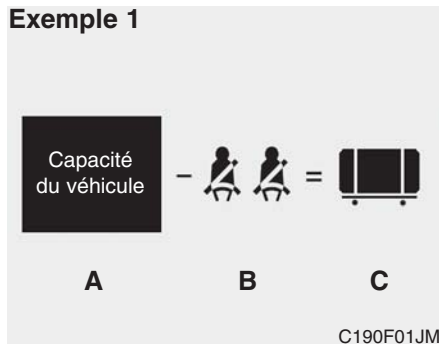 Exemple 1
Capacité
du véhicule
- =
A B C
C190F01JM